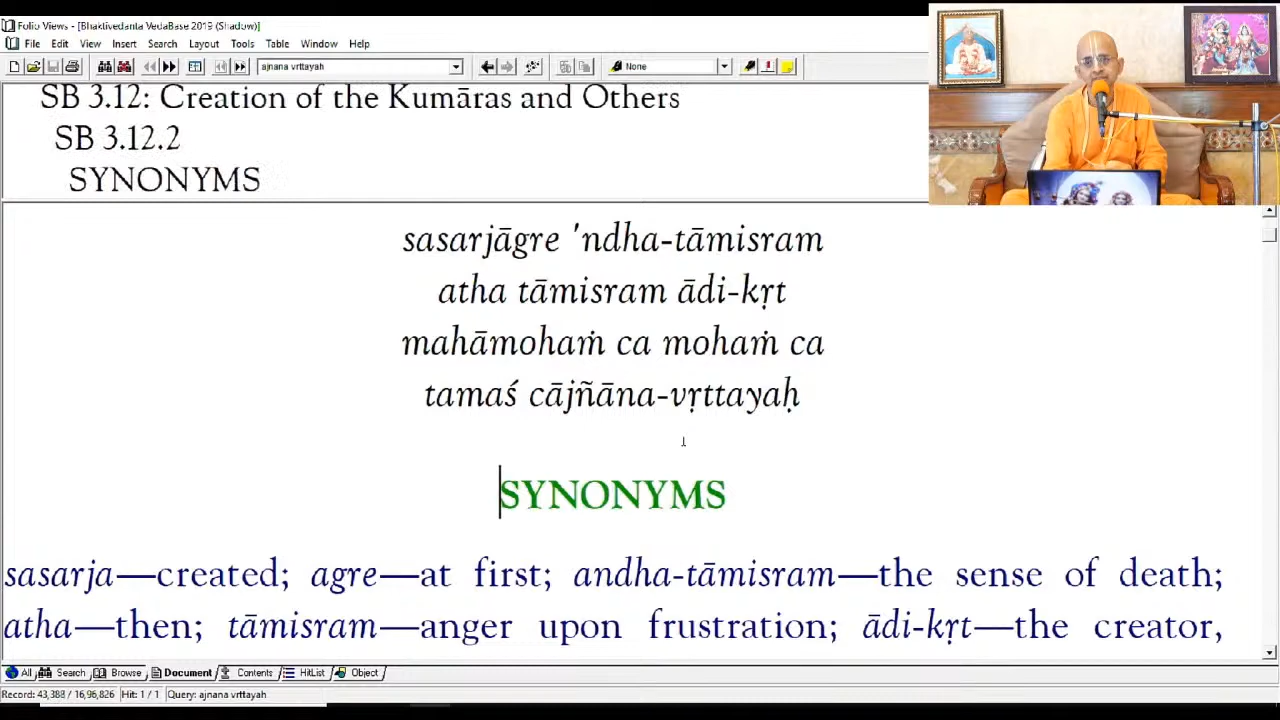 Folio Views - [Bhaktivedanta VedaBase 2019 (Shadow)]
File Edit View Insert Search Layout Tools Table Window Help
ajnana vrttayah None
SB 3.12: Creation of the Kumāras and Others
SB 3.12.2
SYNONYMS
sasarjāgre 'ndha-tāmisram
atha tāmisram ādi-kṛt
mahāmohaṁ ca mohaṁ ca
tamaś cājñāna-vṛttayaḥ
SYNONYMS
sasarja—created; agre—at first; andha-tāmisram—the sense of death;
atha—then; tāmisram—anger upon frustration; ādi-kṛt—the creator,
All Search Browse Document Contents HitList Object
Record: 43,388 / 16,96,826 Hit: 1 / 1 Query: ajnana vrttayah